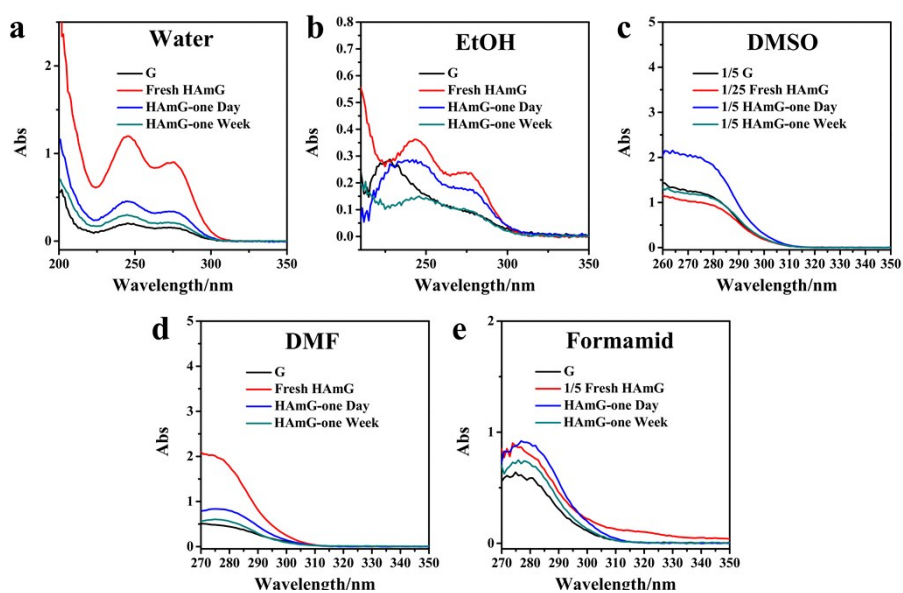 a
Water
G
Fresh HAmG
HAmG-one Day
HAmG-one Week
Abs
2
1
0
200 225 250 275 300 325 350
Wavelength/nm
b
EtOH
G
Fresh HAmG
HAmG-one Day
HAmG-one Week
Abs
0.8
0.7
0.6
0.5
0.4
0.3
0.2
0.1
0.0
250 300 350
Wavelength/nm
c
DMSO
1/5 G
1/25 Fresh HAmG
1/5 HAmG-one Day
1/5 HAmG-one Week
Abs
5
4
3
2
1
0
260 270 280 290 300 310 320 330 340 350
Wavelength/nm
d
DMF
G
Fresh HAmG
HAmG-one Day
HAmG-one Week
Abs
5
4
3
2
1
0
270 280 290 300 310 320 330 340 350
Wavelength/nm
e
Formamid
G
1/5 Fresh HAmG
HAmG-one Day
HAmG-one Week
Abs
2
1
0
270 280 290 300 310 320 330 340 350
Wavelength/nm